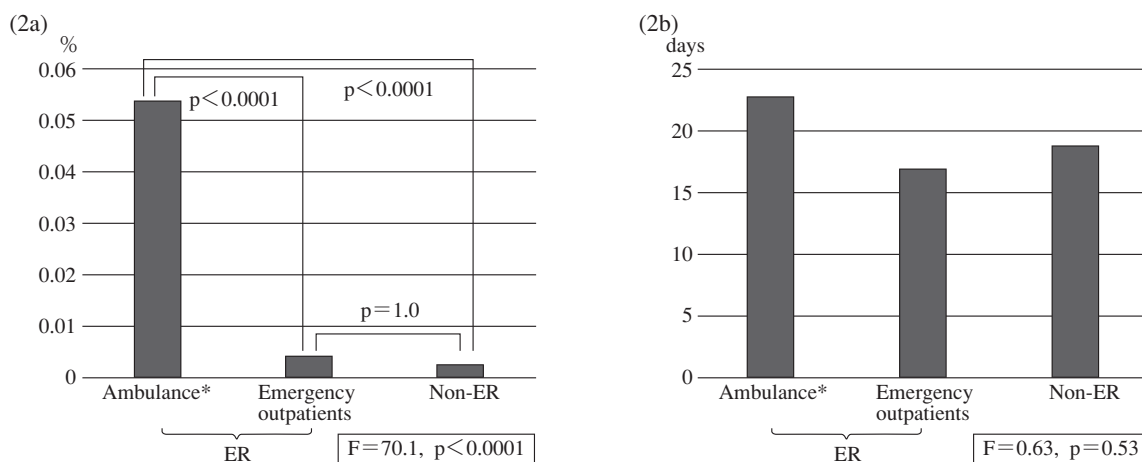 (2a)
%
0.06
0.05
0.04
0.03
0.02
0.01
0
p<0.0001
p<0.0001
p=1.0
Ambulance*
Emergency
outpatients
Non-ER
ER
F=70.1, p<0.0001
(2b)
days
25
20
15
10
5
0
Ambulance*
Emergency
outpatients
Non-ER
ER
F=0.63, p=0.53